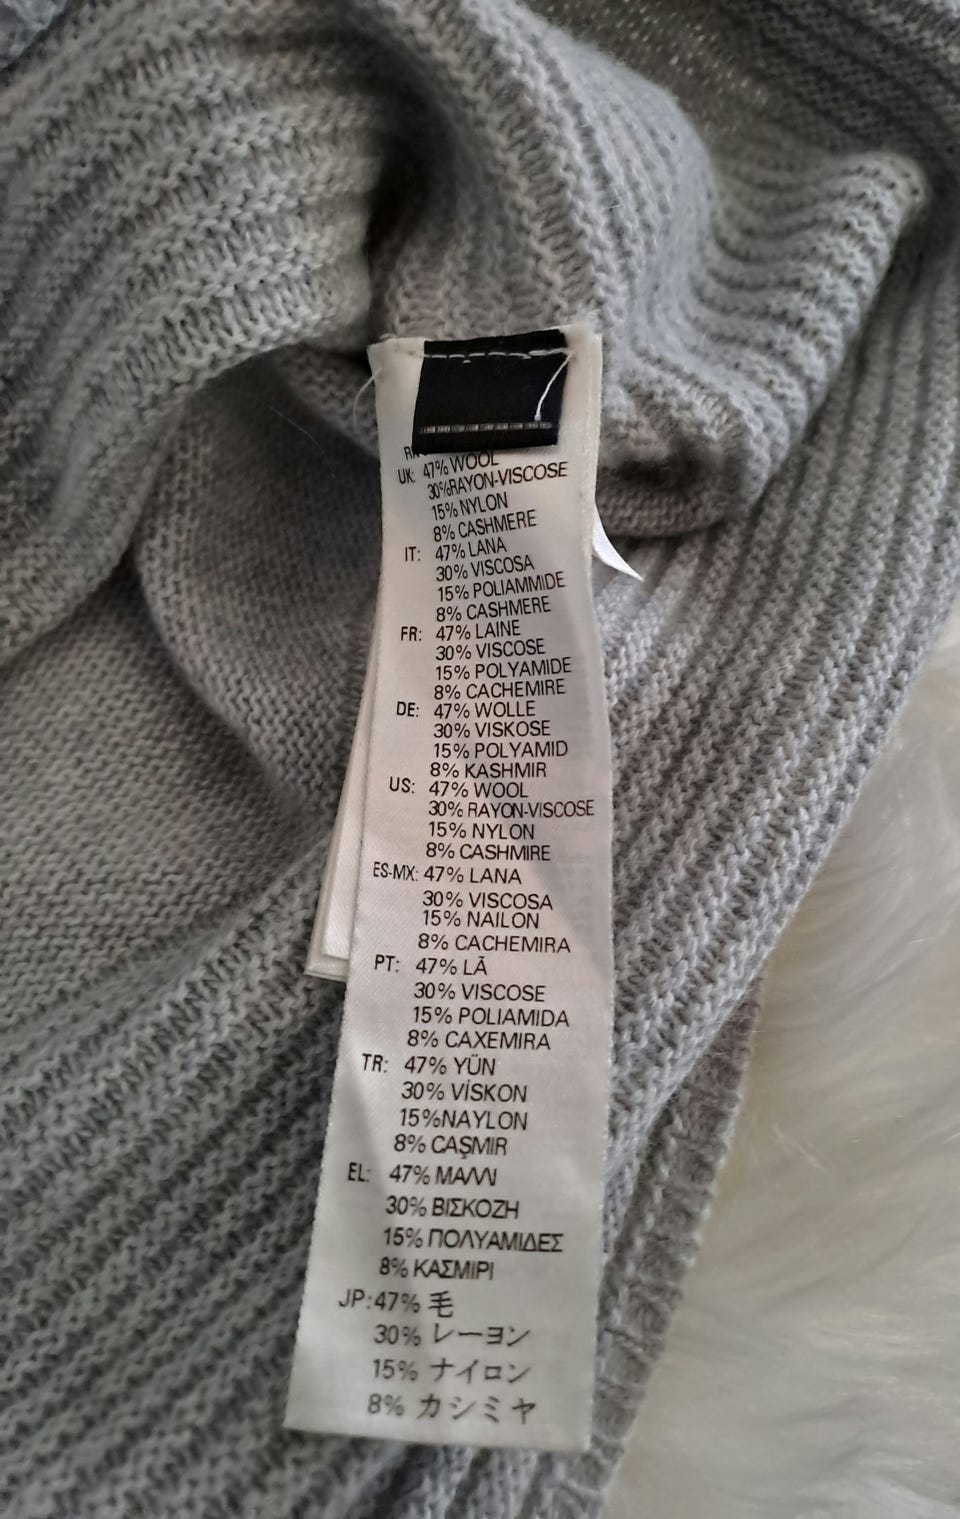 UK: 47% WOOL
30%RAYON-VISCOSE
15% NYLON
8% CASHMERE
IT: 47% LANA
30% VISCOSA
15% POLIAMMIDE
8% CASHMERE
FR: 47% LAINE
30% VISCOSE
15% POLYAMIDE
8% CACHEMIRE
DE: 47% WOLLE
30% VISKOSE
15% POLYAMID
8% KASHMIR
US: 47% WOOL
30% RAYON-VISCOSE
15% NYLON
8% CASHMIRE
ES-MX: 47% LANA
30% VISCOSA
15% NAILON
8% CACHEMIRA
PT: 47% LÃ
30% VISCOSE
15% POLIAMIDA
8% CAXEMIRA
TR: 47% YÜN
30% VİSKON
15%NAYLON
8% CAŞMIR
EL: 47% ΜΑΛΛΙ
30% ΒΙΣΚΟΖΗ
15% ΠΟΛΥΑΜΙΔΕΣ
8% ΚΑΣΜΙΡΙ
JP:47% 毛
30% レーヨン
15% ナイロン
8% カシミヤ